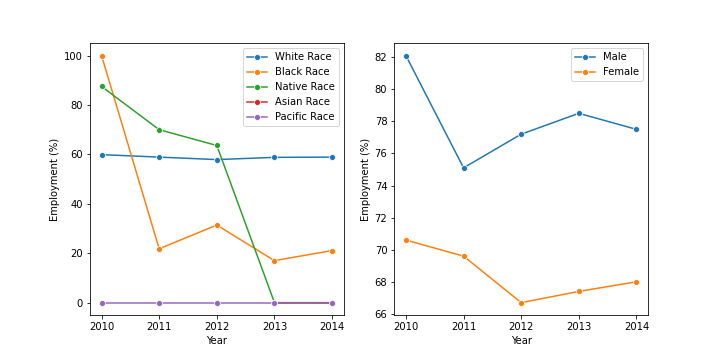 100
80
60
40
20
0
Employment (%)
2010 2011 2012 2013 2014
Year
White Race
Black Race
Native Race
Asian Race
Pacific Race
82
80
78
76
74
72
70
68
66
Employment (%)
2010 2011 2012 2013 2014
Year
Male
Female